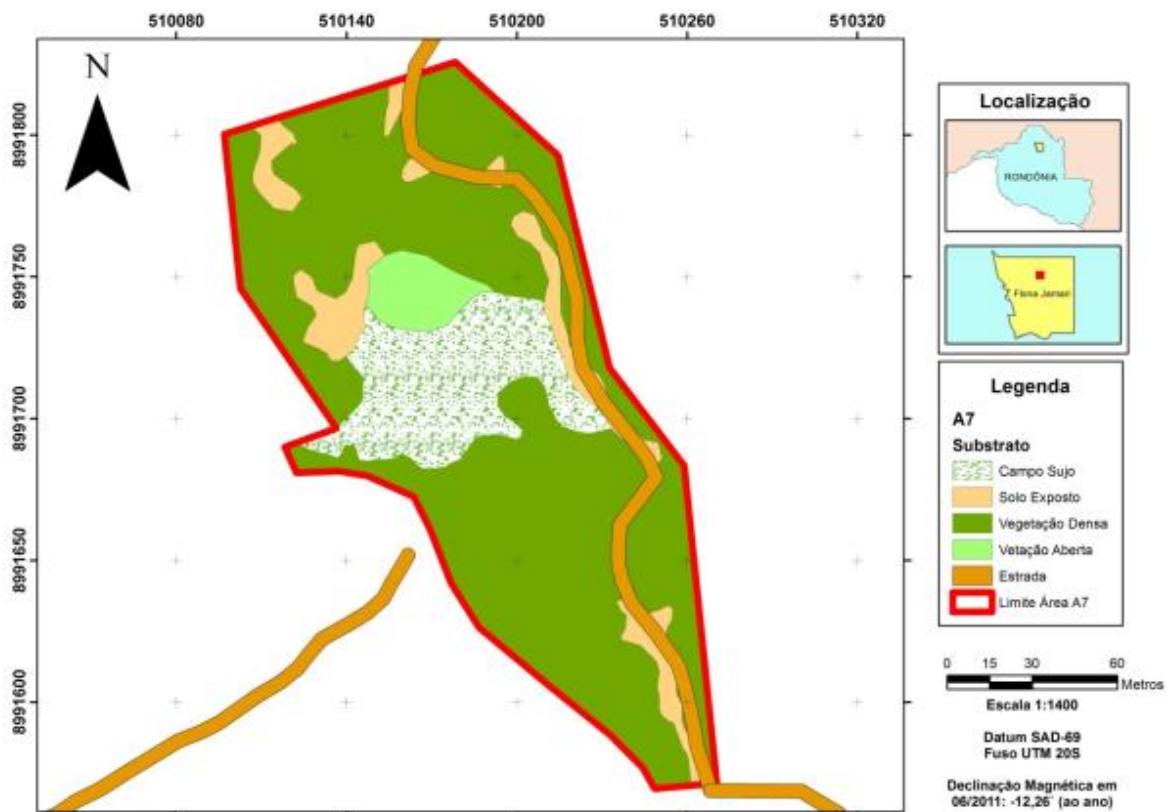 510080 510140 510200 510260 510320
N
8991800
8991750
8991700
8991650
8991600
Localização
RONDÔNIA
Flona Jamari
Legenda
A7
Substrato
Campo Sujo
Solo Exposto
Vegetação Densa
Vetação Aberta
Estrada
Limite Área A7
0 15 30 60
Metros
Escala 1:1400
Datum SAD-69
Fuso UTM 20S
Declinação Magnética em
06/2011: -12,26´ (ao ano)